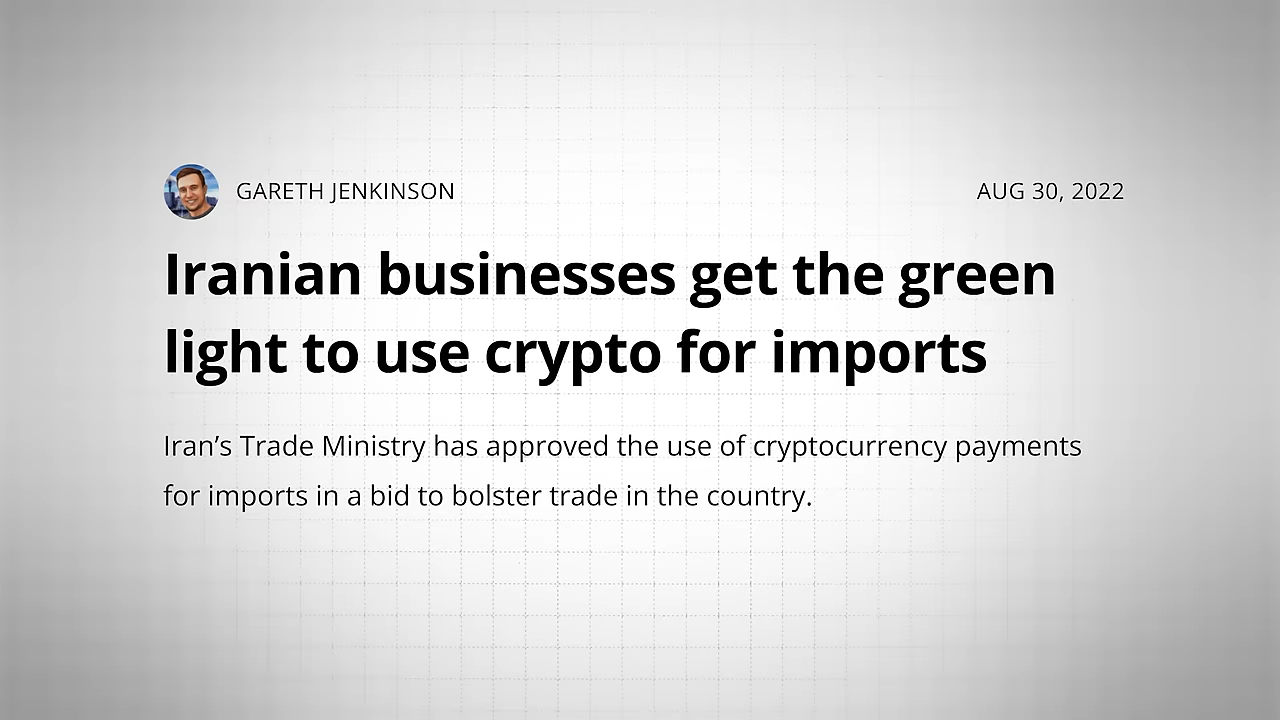 GARETH JENKINSON
AUG 30, 2022
Iranian businesses get the green
light to use crypto for imports
Iran’s Trade Ministry has approved the use of cryptocurrency payments
for imports in a bid to bolster trade in the country.